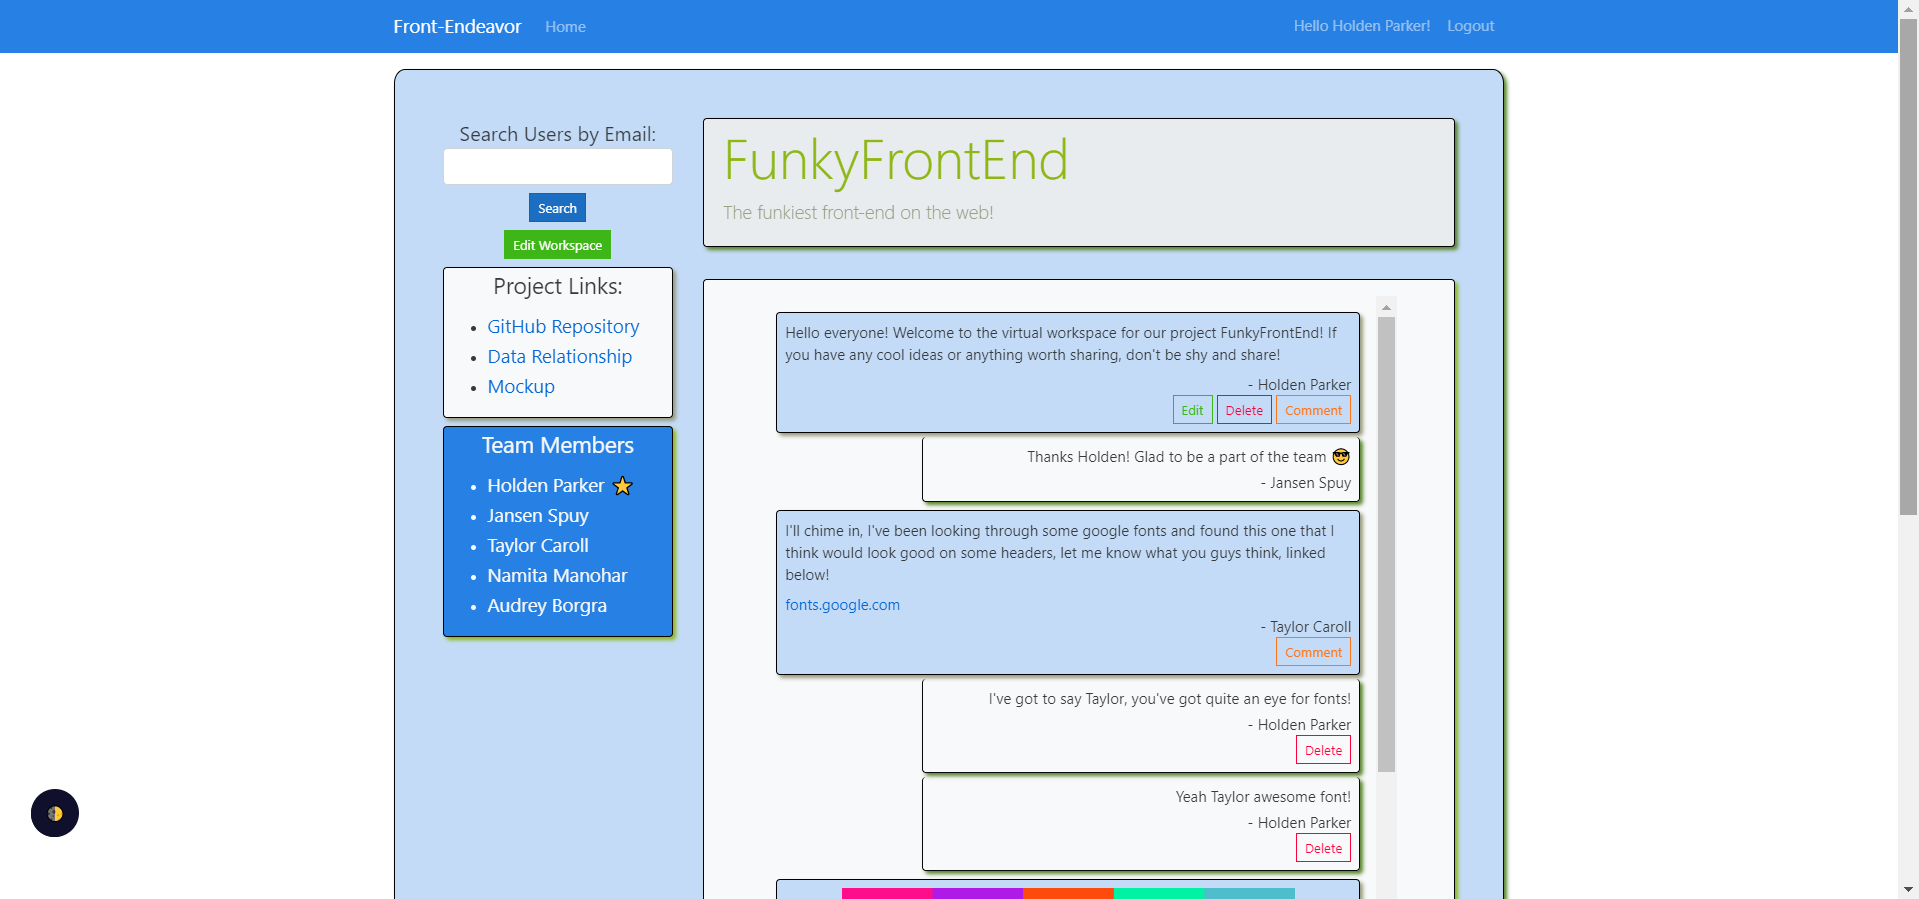 Front-Endeavor Home Hello Holden Parker! Logout
Search Users by Email:
Search
Edit Workspace
Project Links:
GitHub Repository
Data Relationship
Mockup
Team Members
Holden Parker ⭐
Jansen Spuy
Taylor Caroll
Namita Manohar
Audrey Borgra
FunkyFrontEnd
The funkiest front-end on the web!
Hello everyone! Welcome to the virtual workspace for our project FunkyFrontEnd! If
you have any cool ideas or anything worth sharing, don't be shy and share!
- Holden Parker
Edit Delete Comment
Thanks Holden! Glad to be a part of the team 😎
- Jansen Spuy
I'll chime in, I've been looking through some google fonts and found this one that I
think would look good on some headers, let me know what you guys think, linked
below!
fonts.google.com
- Taylor Caroll
Comment
I've got to say Taylor, you've got quite an eye for fonts!
- Holden Parker
Delete
Yeah Taylor awesome font!
- Holden Parker
Delete